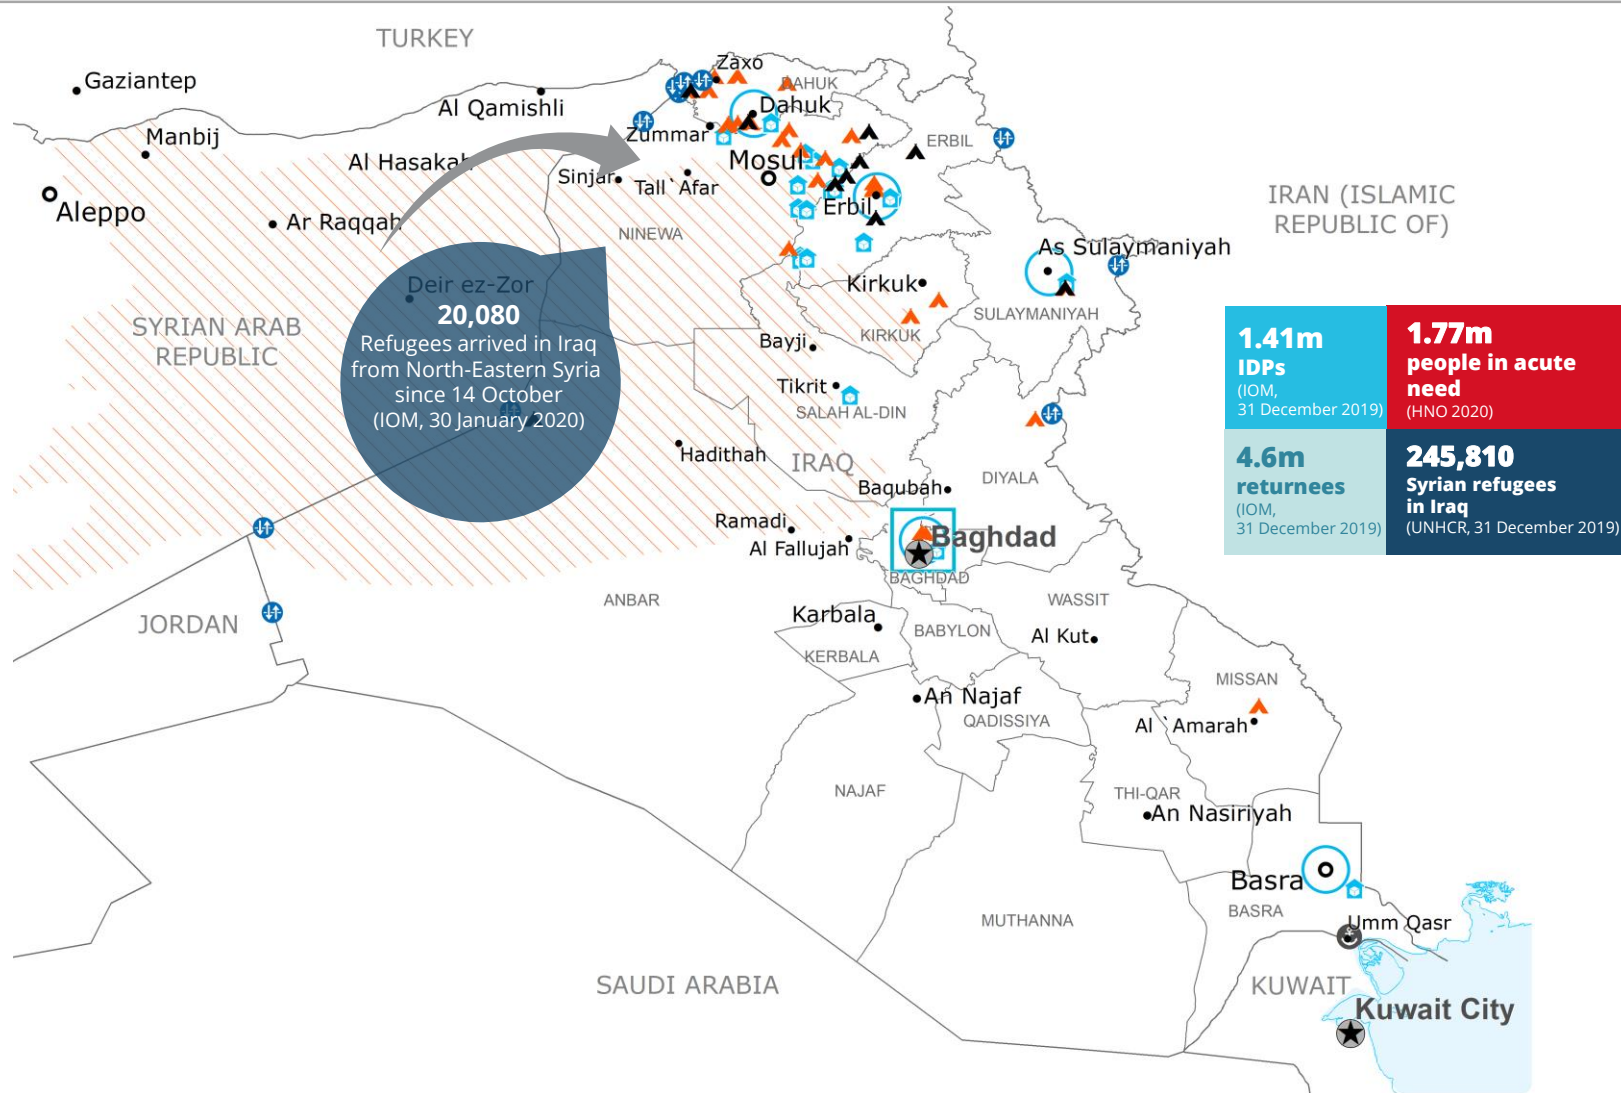 TURKEY
Zaxo
Gaziantep
DAHUK
Al Qamishli
Dahuk
Manbij
Zummar
ERBIL
Al Hasakah
Mosul
Sinjar
Tall`Afar
IRAN (ISLAMIC
REPUBLIC OF)
Aleppo
Ar Raqqah
Erbil
NINEWA
As Sulaymaniyah
Deir ez-Zor
Kirkuk
20,080
Refugees arrived in Iraq
from North-Eastern Syria
since 14 October
(IOM, 30 January 2020)
SYRIAN ARAB
REPUBLIC
SULAYMANIYAH
KIRKUK
Bayji
1.41m
IDPs
(IOM,
31 December 2019)
1.77m
people in acute
need
(HNO 2020)
4.6m
returnees
(IOM,
31 December 2019)
245,810
Syrian refugees
in Iraq
(UNHCR, 31 December 2019)
Tikrit
SALAH AL-DIN
Hadithah
IRAQ
DIYALA
Baqubah
Ramadi
Al Fallujah
Baghdad
BAGHDAD
ANBAR
WASSIT
JORDAN
Karbala
BABYLON
Al Kut
KERBALA
MISSAN
An Najaf
QADISSIYA
Al `Amarah
NAJAF
THI-QAR
An Nasiriyah
Basra
BASRA
MUTHANNA
Umm Qasr
SAUDI ARABIA
KUWAIT
Kuwait City